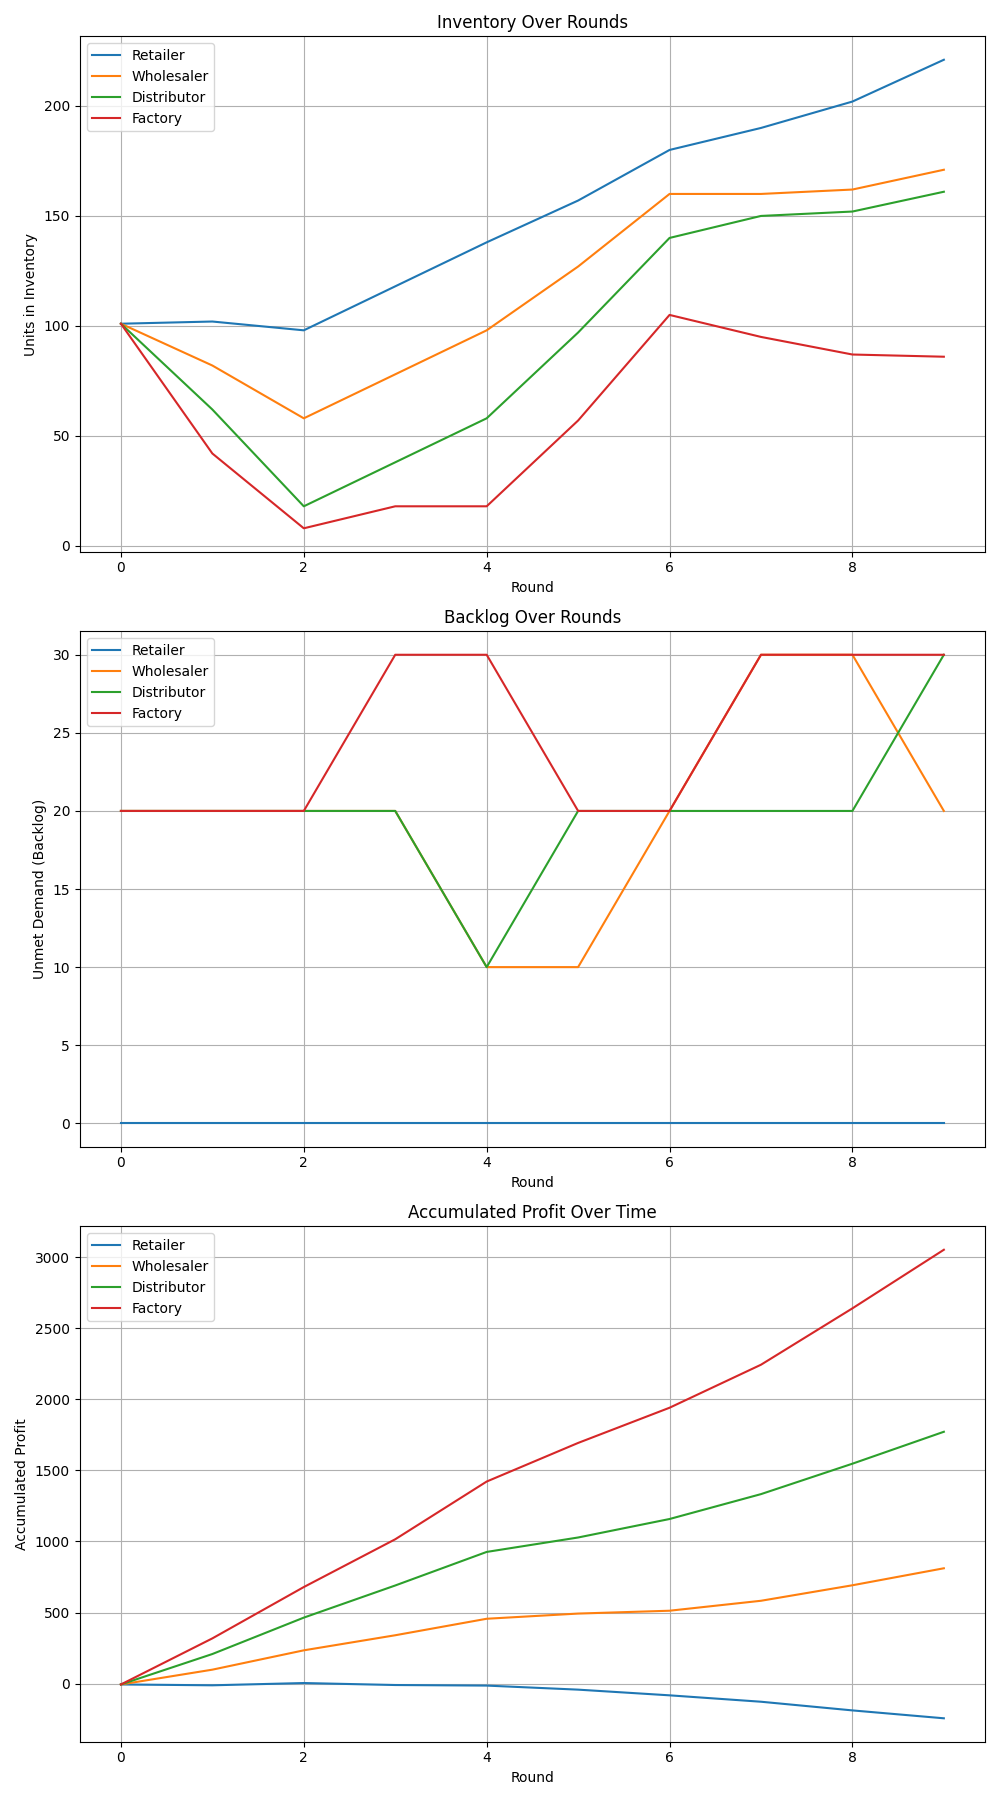 Inventory Over Rounds
Retailer
Wholesaler
Distributor
Factory
200
150
100
50
0
Units in Inventory
0 2 4 6 8
Round
Backlog Over Rounds
Retailer
Wholesaler
Distributor
Factory
30
25
20
15
10
5
0
Unmet Demand (Backlog)
0 2 4 6 8
Round
Accumulated Profit Over Time
Retailer
Wholesaler
Distributor
Factory
3000
2500
2000
1500
1000
500
0
Accumulated Profit
0 2 4 6 8
Round